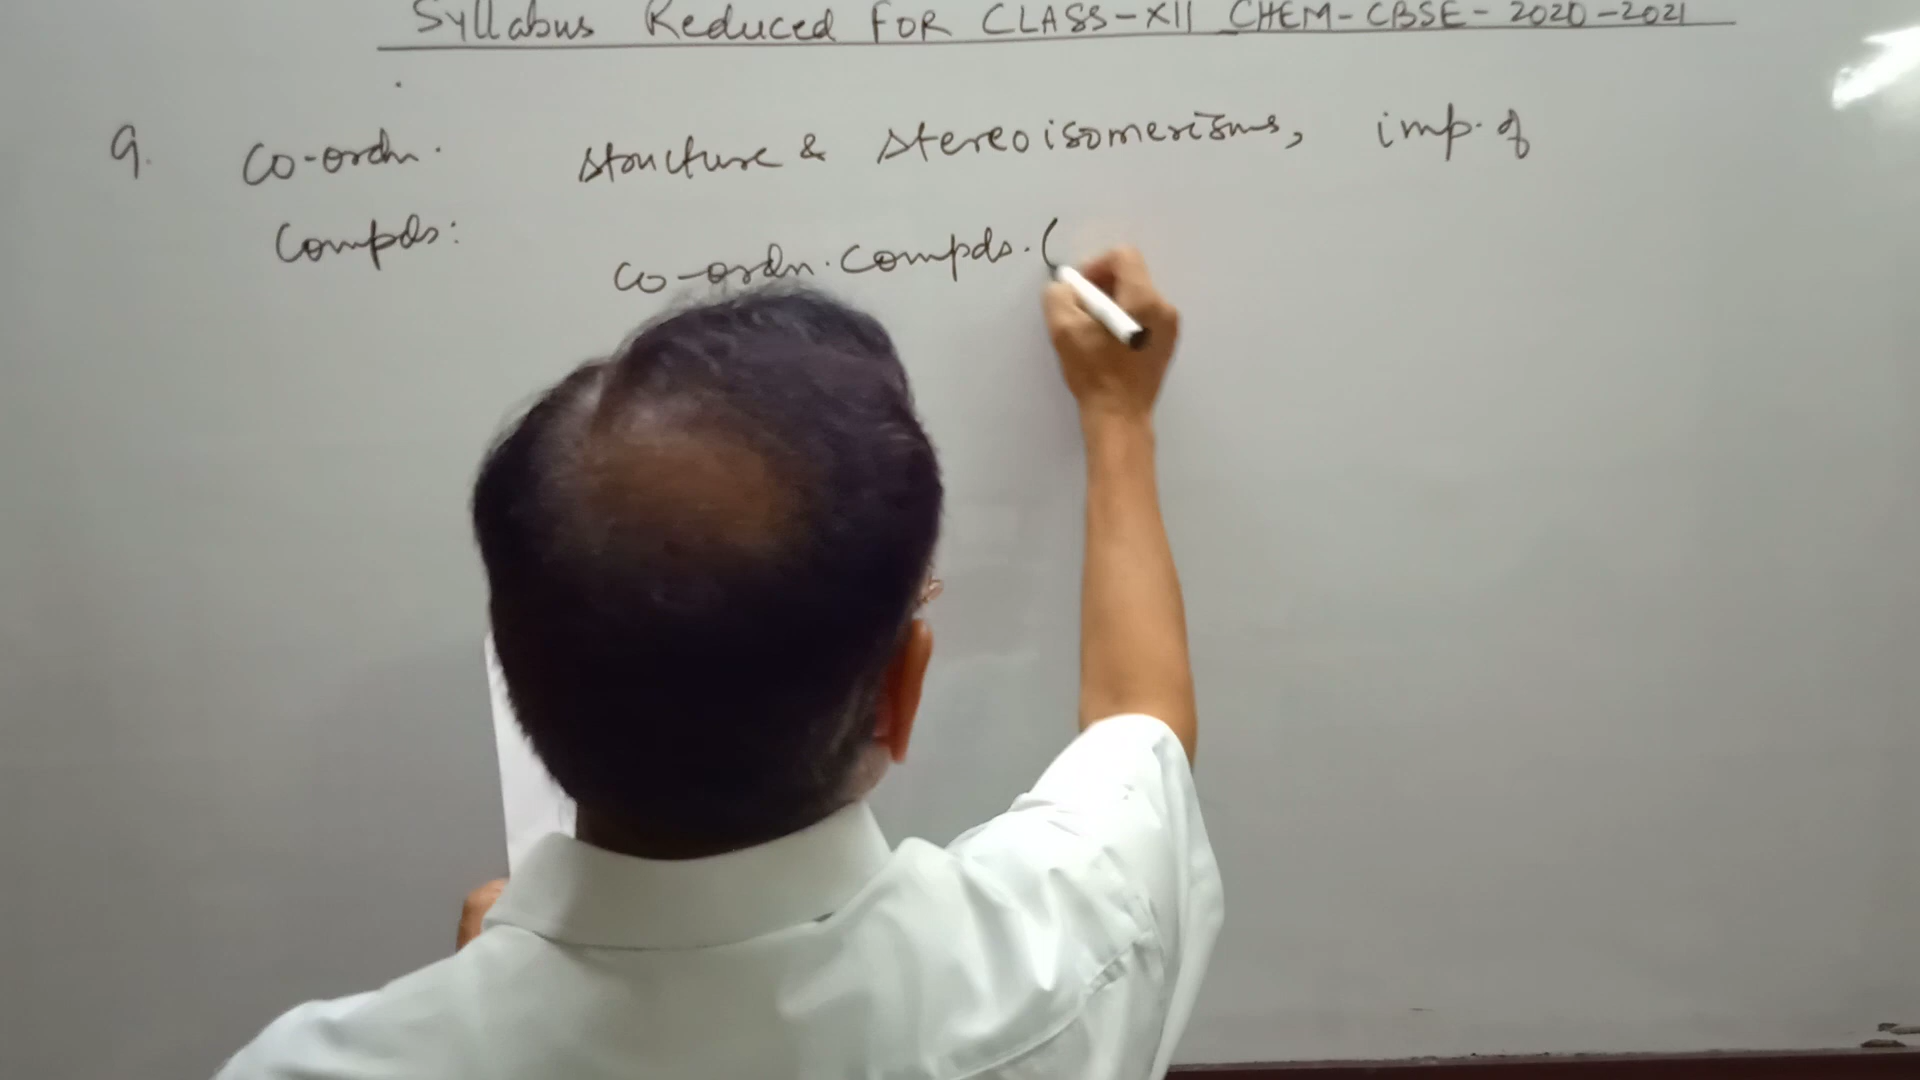 Syllabus Reduced FOR CLASS-XII CHEM-CBSE-2020-2021
9. Co-ordn. structure & stereoisomerisms, imp. of
Compds: co-ordn. compds. (